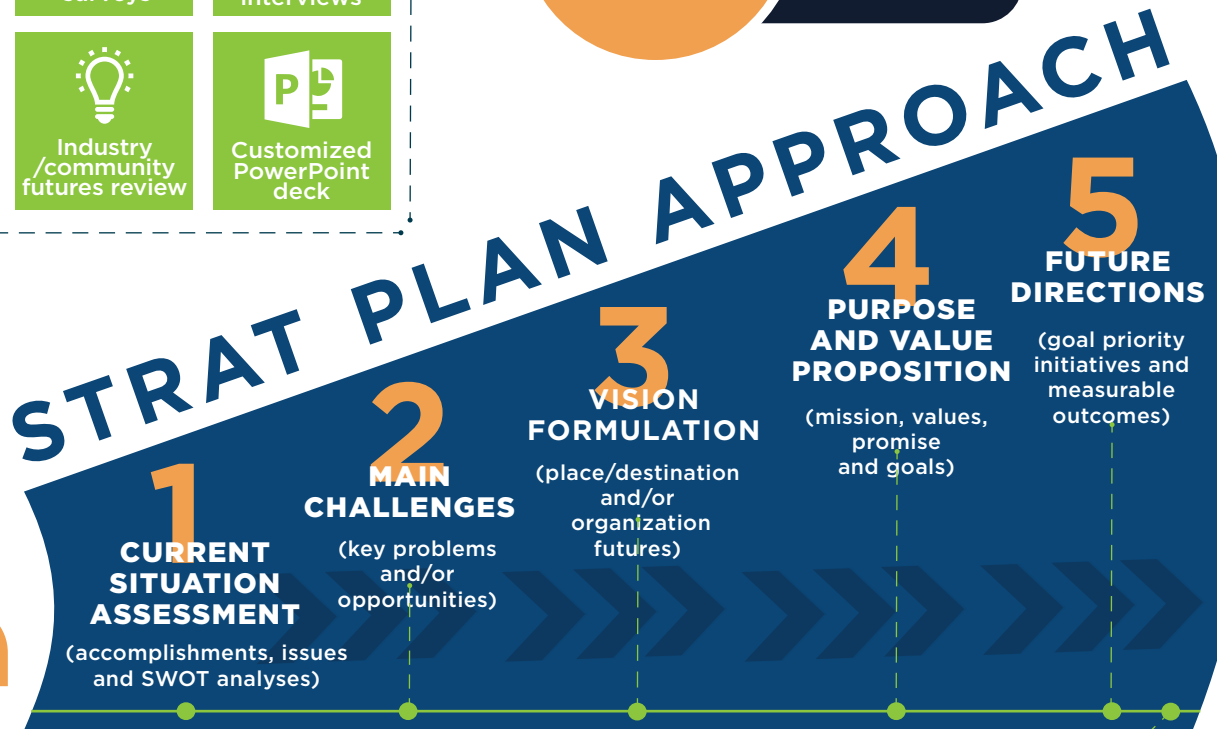 interviews
Industry
/community
futures review
P
Customized
PowerPoint
deck
STRAT PLAN APPROACH
1
CURRENT
SITUATION
ASSESSMENT
(accomplishments, issues
and SWOT analyses)
2
MAIN
CHALLENGES
(key problems
and/or
opportunities)
3
VISION
FORMULATION
(place/destination
and/or
organization
futures)
4
PURPOSE
AND VALUE
PROPOSITION
(mission, values,
promise
and goals)
5
FUTURE
DIRECTIONS
(goal priority
initiatives and
measurable
outcomes)